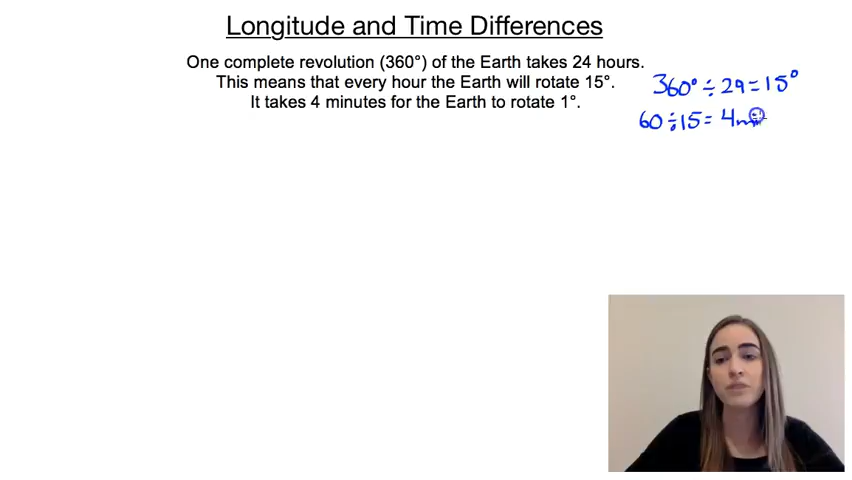 Longitude and Time Differences
One complete revolution (360°) of the Earth takes 24 hours.
This means that every hour the Earth will rotate 15°.
It takes 4 minutes for the Earth to rotate 1°.
360° ÷ 24 = 15°
60 ÷ 15 = 4